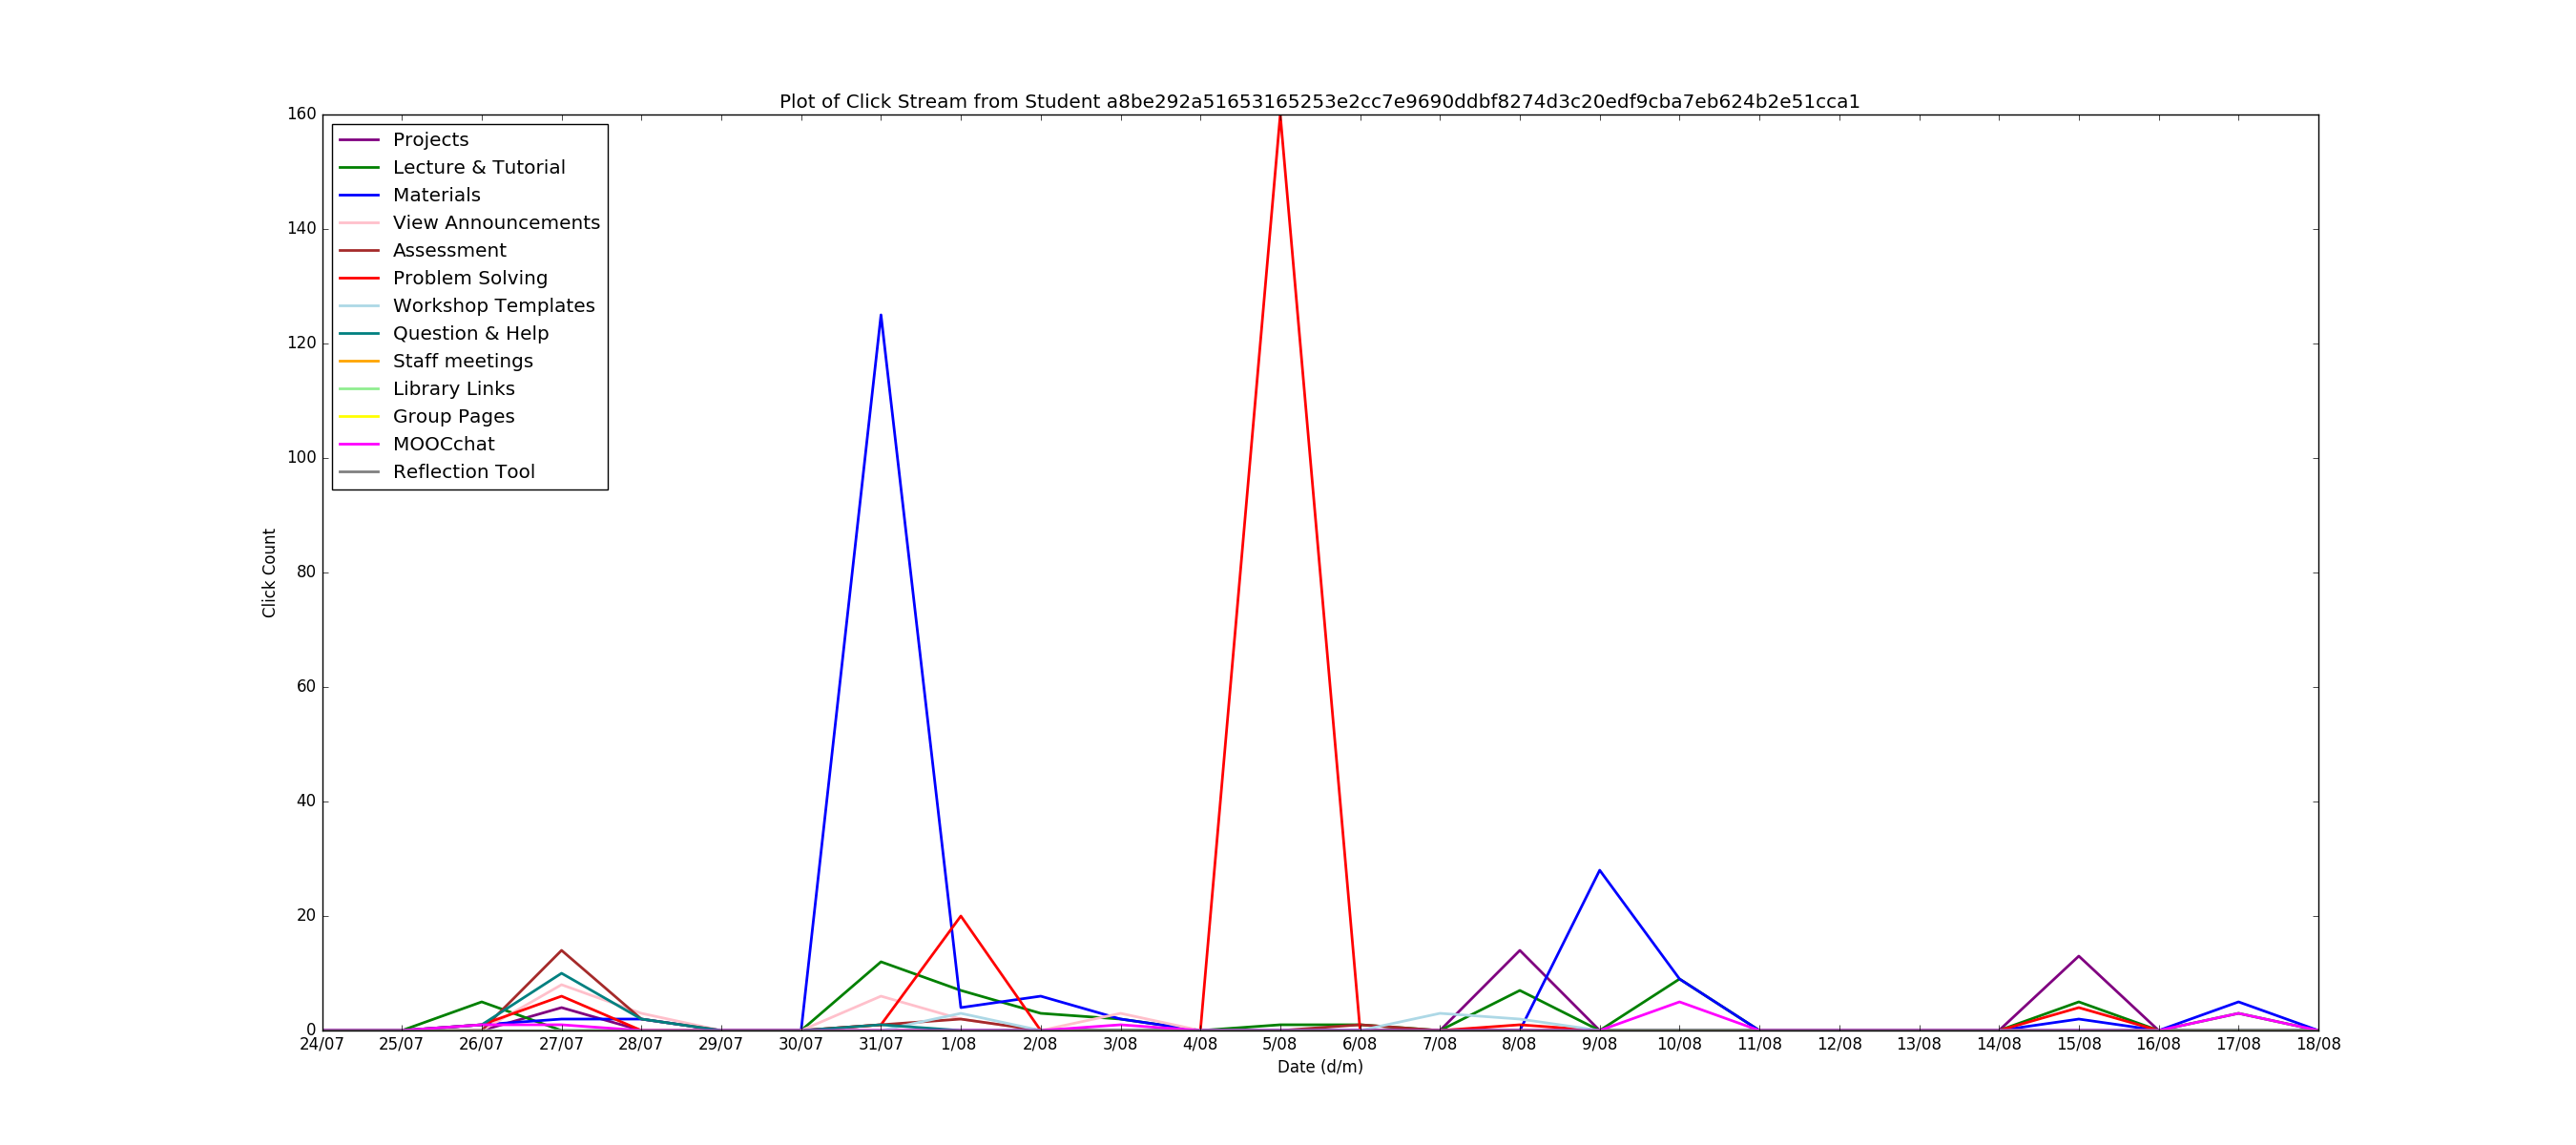 Plot of Click Stream from Student a8be292a51653165253e2cc7e9690ddbf8274d3c20edf9cba7eb624b2e51cca1
160
140
120
100
80
60
40
20
0
Click Count
Projects
Lecture & Tutorial
Materials
View Announcements
Assessment
Problem Solving
Workshop Templates
Question & Help
Staff meetings
Library Links
Group Pages
MOOCchat
Reflection Tool
24/07 25/07 26/07 27/07 28/07 29/07 30/07 31/07 1/08 2/08 3/08 4/08 5/08 6/08 7/08 8/08 9/08 10/08 11/08 12/08 13/08 14/08 15/08 16/08 17/08 18/08
Date (d/m)